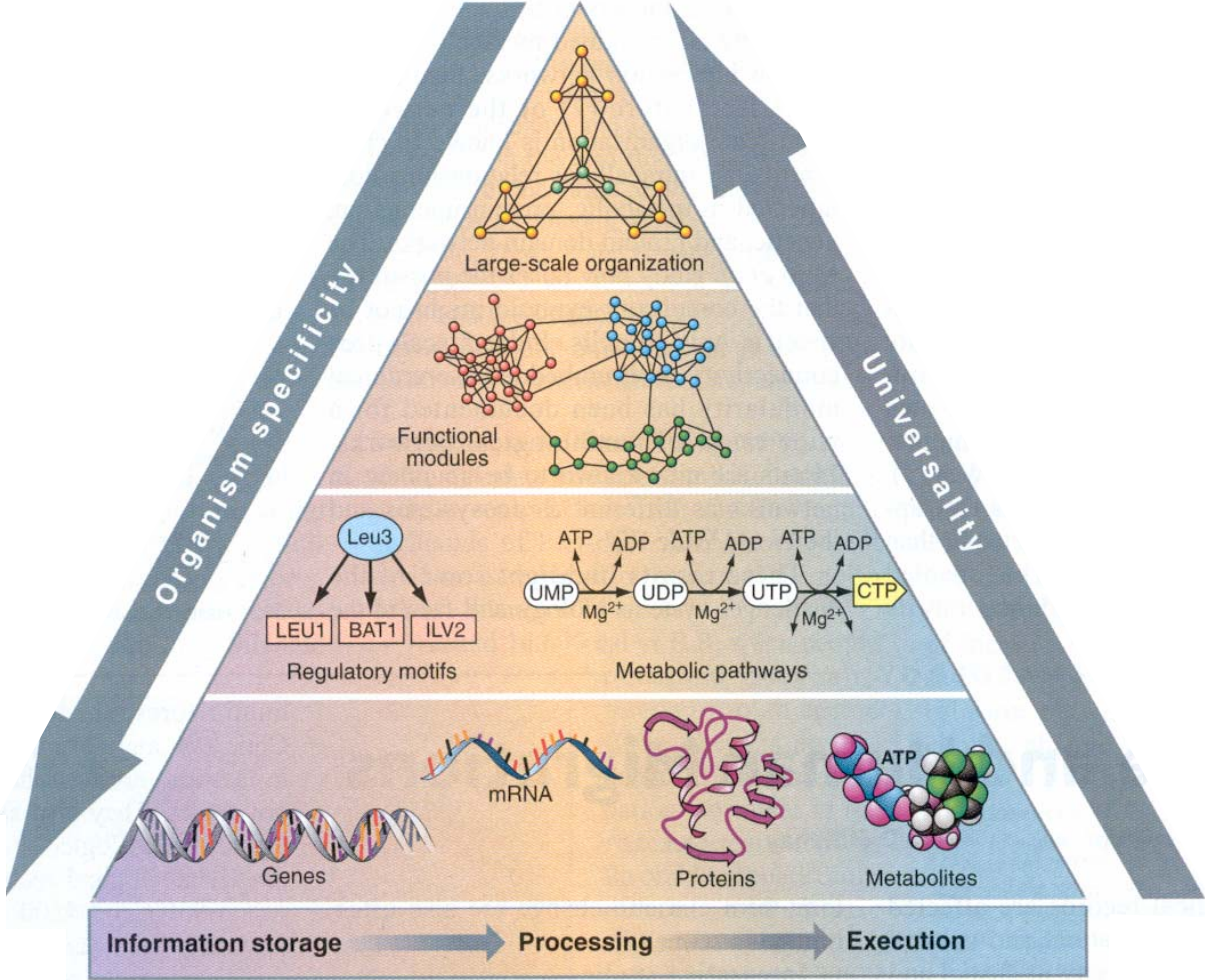 Organism specificity
Universality
Large-scale organization
Functional
modules
Leu3
LEU1 BAT1 ILV2
Regulatory motifs
ATP ADP ATP ADP ATP ADP
UMP UDP UTP CTP
Mg2+ Mg2+ Mg2+
Metabolic pathways
mRNA
ATP
Genes
Proteins
Metabolites
Information storage Processing Execution